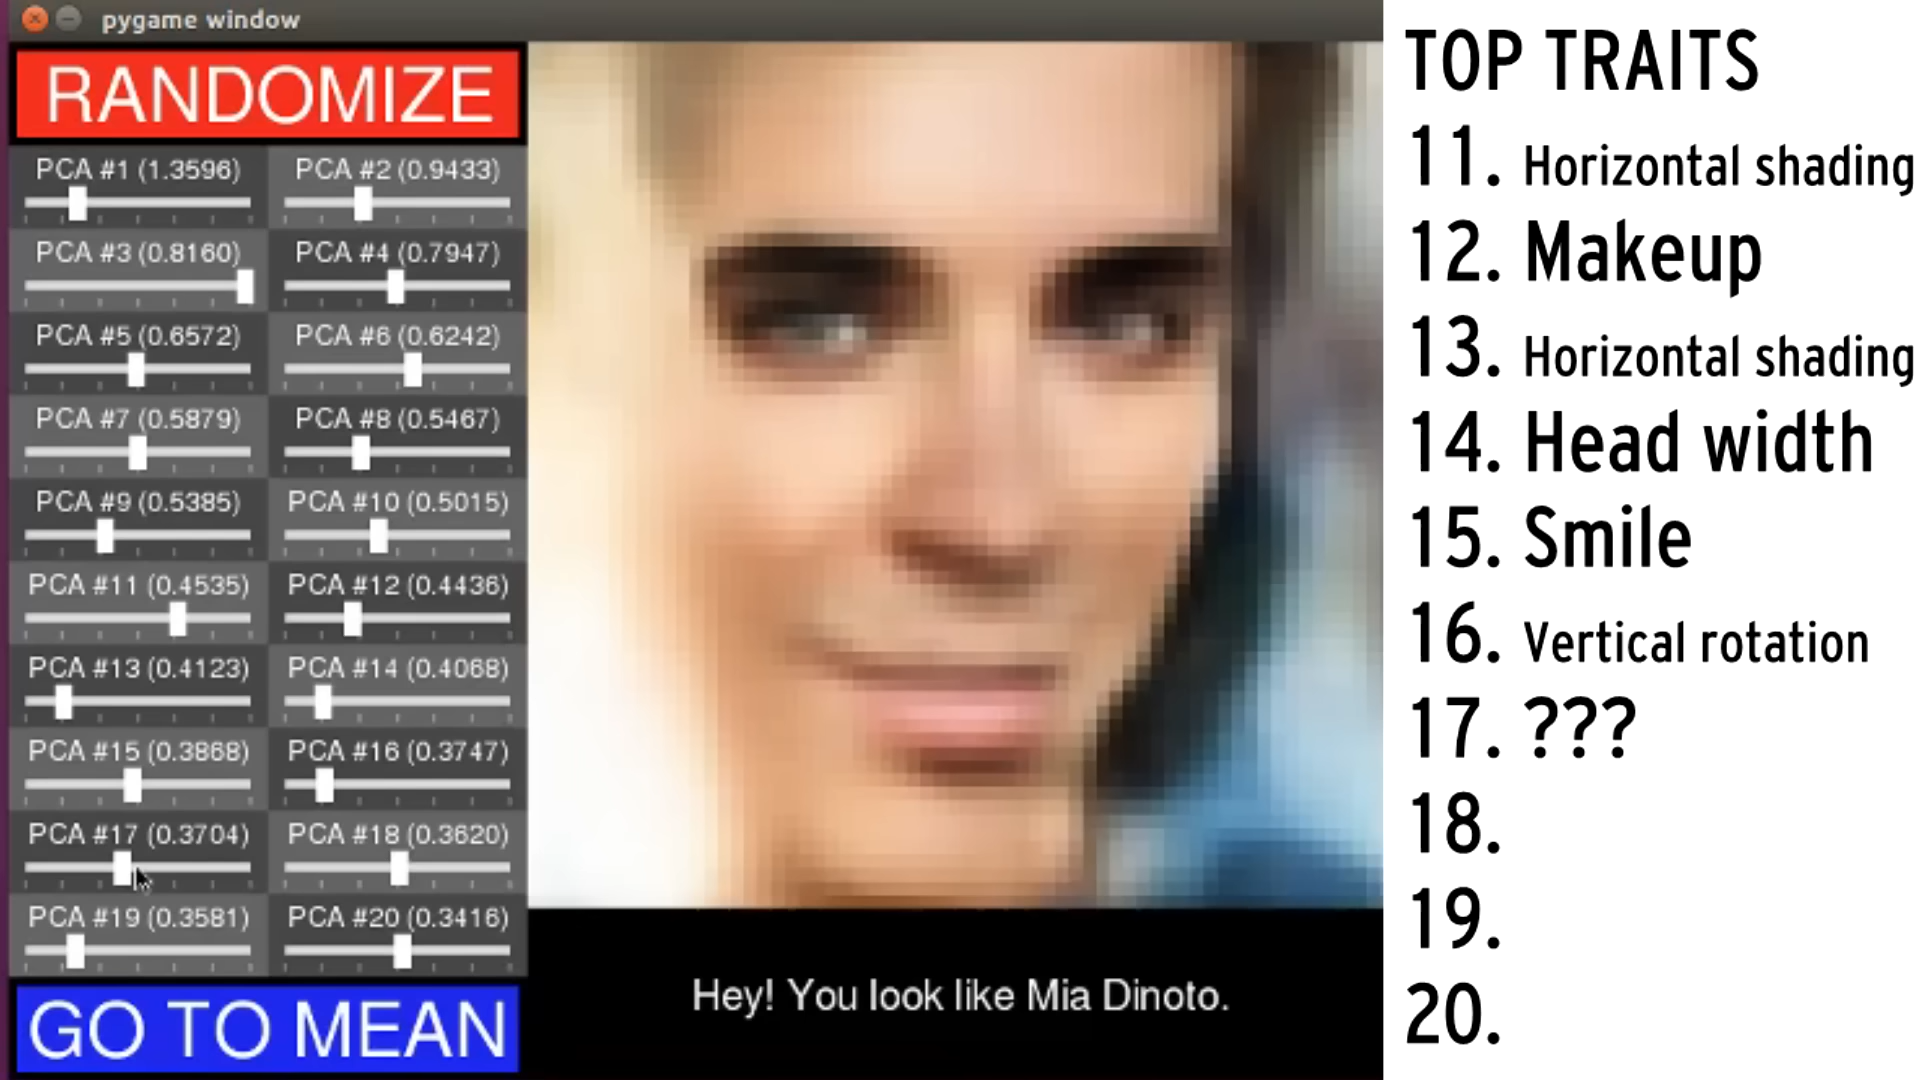 pygame window
RANDOMIZE
PCA #1 (1.3596)
PCA #2 (0.9433)
PCA #3 (0.8160)
PCA #4 (0.7947)
PCA #5 (0.6572)
PCA #6 (0.6242)
PCA #7 (0.5879)
PCA #8 (0.5467)
PCA #9 (0.5385)
PCA #10 (0.5015)
PCA #11 (0.4535)
PCA #12 (0.4436)
PCA #13 (0.4123)
PCA #14 (0.4068)
PCA #15 (0.3868)
PCA #16 (0.3747)
PCA #17 (0.3704)
PCA #18 (0.3620)
PCA #19 (0.3581)
PCA #20 (0.3416)
GO TO MEAN
Hey! You look like Mia Dinoto.
TOP TRAITS
11. Horizontal shading
12. Makeup
13. Horizontal shading
14. Head width
15. Smile
16. Vertical rotation
17. ???
18.
19.
20.